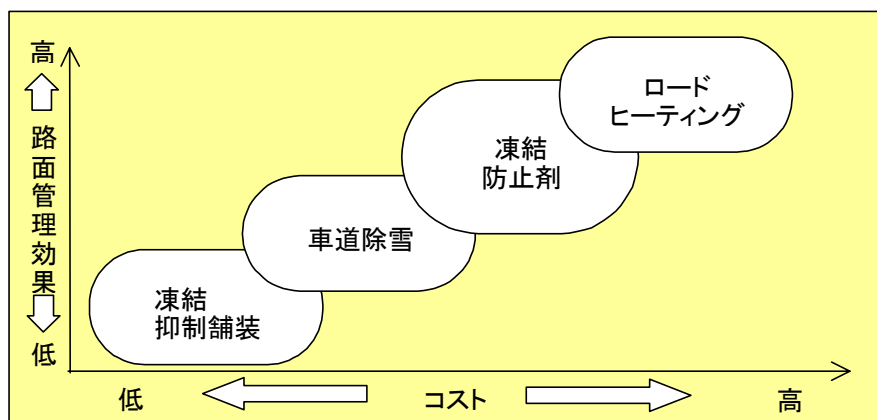 高
路面管理効果
低
ロード
ヒーティング
凍結
防止剤
車道除雪
凍結
抑制舗装
低
コスト
高